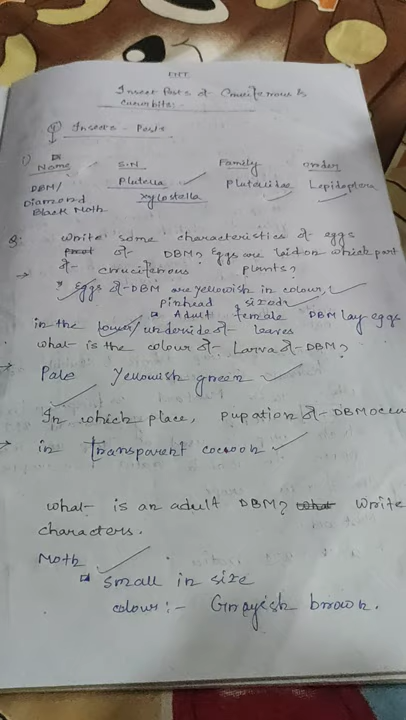 ENT.
Insect Pests of Cruciferous &
cucurbits:-
Insects - Pests
1)
Name S.N Family order
DBM/ Plutella Plutellidae Lepidoptera
Diamond xylostella
Black Moth
Q: Write some characteristics of eggs
of DBM? Eggs are laid on which part
of cruciferous plants?
Eggs of DBM are yellowish in colour,
pinhead sized
Adult female DBM lay eggs
in the lower/underside of leaves
what is the colour of Larva of DBM?
Pale yellowish green
In which place, pupation of DBM occur
in transparent cocoon
what is an adult DBM? Write
characters.
Moth
small in size
colour:- Grayish brown.